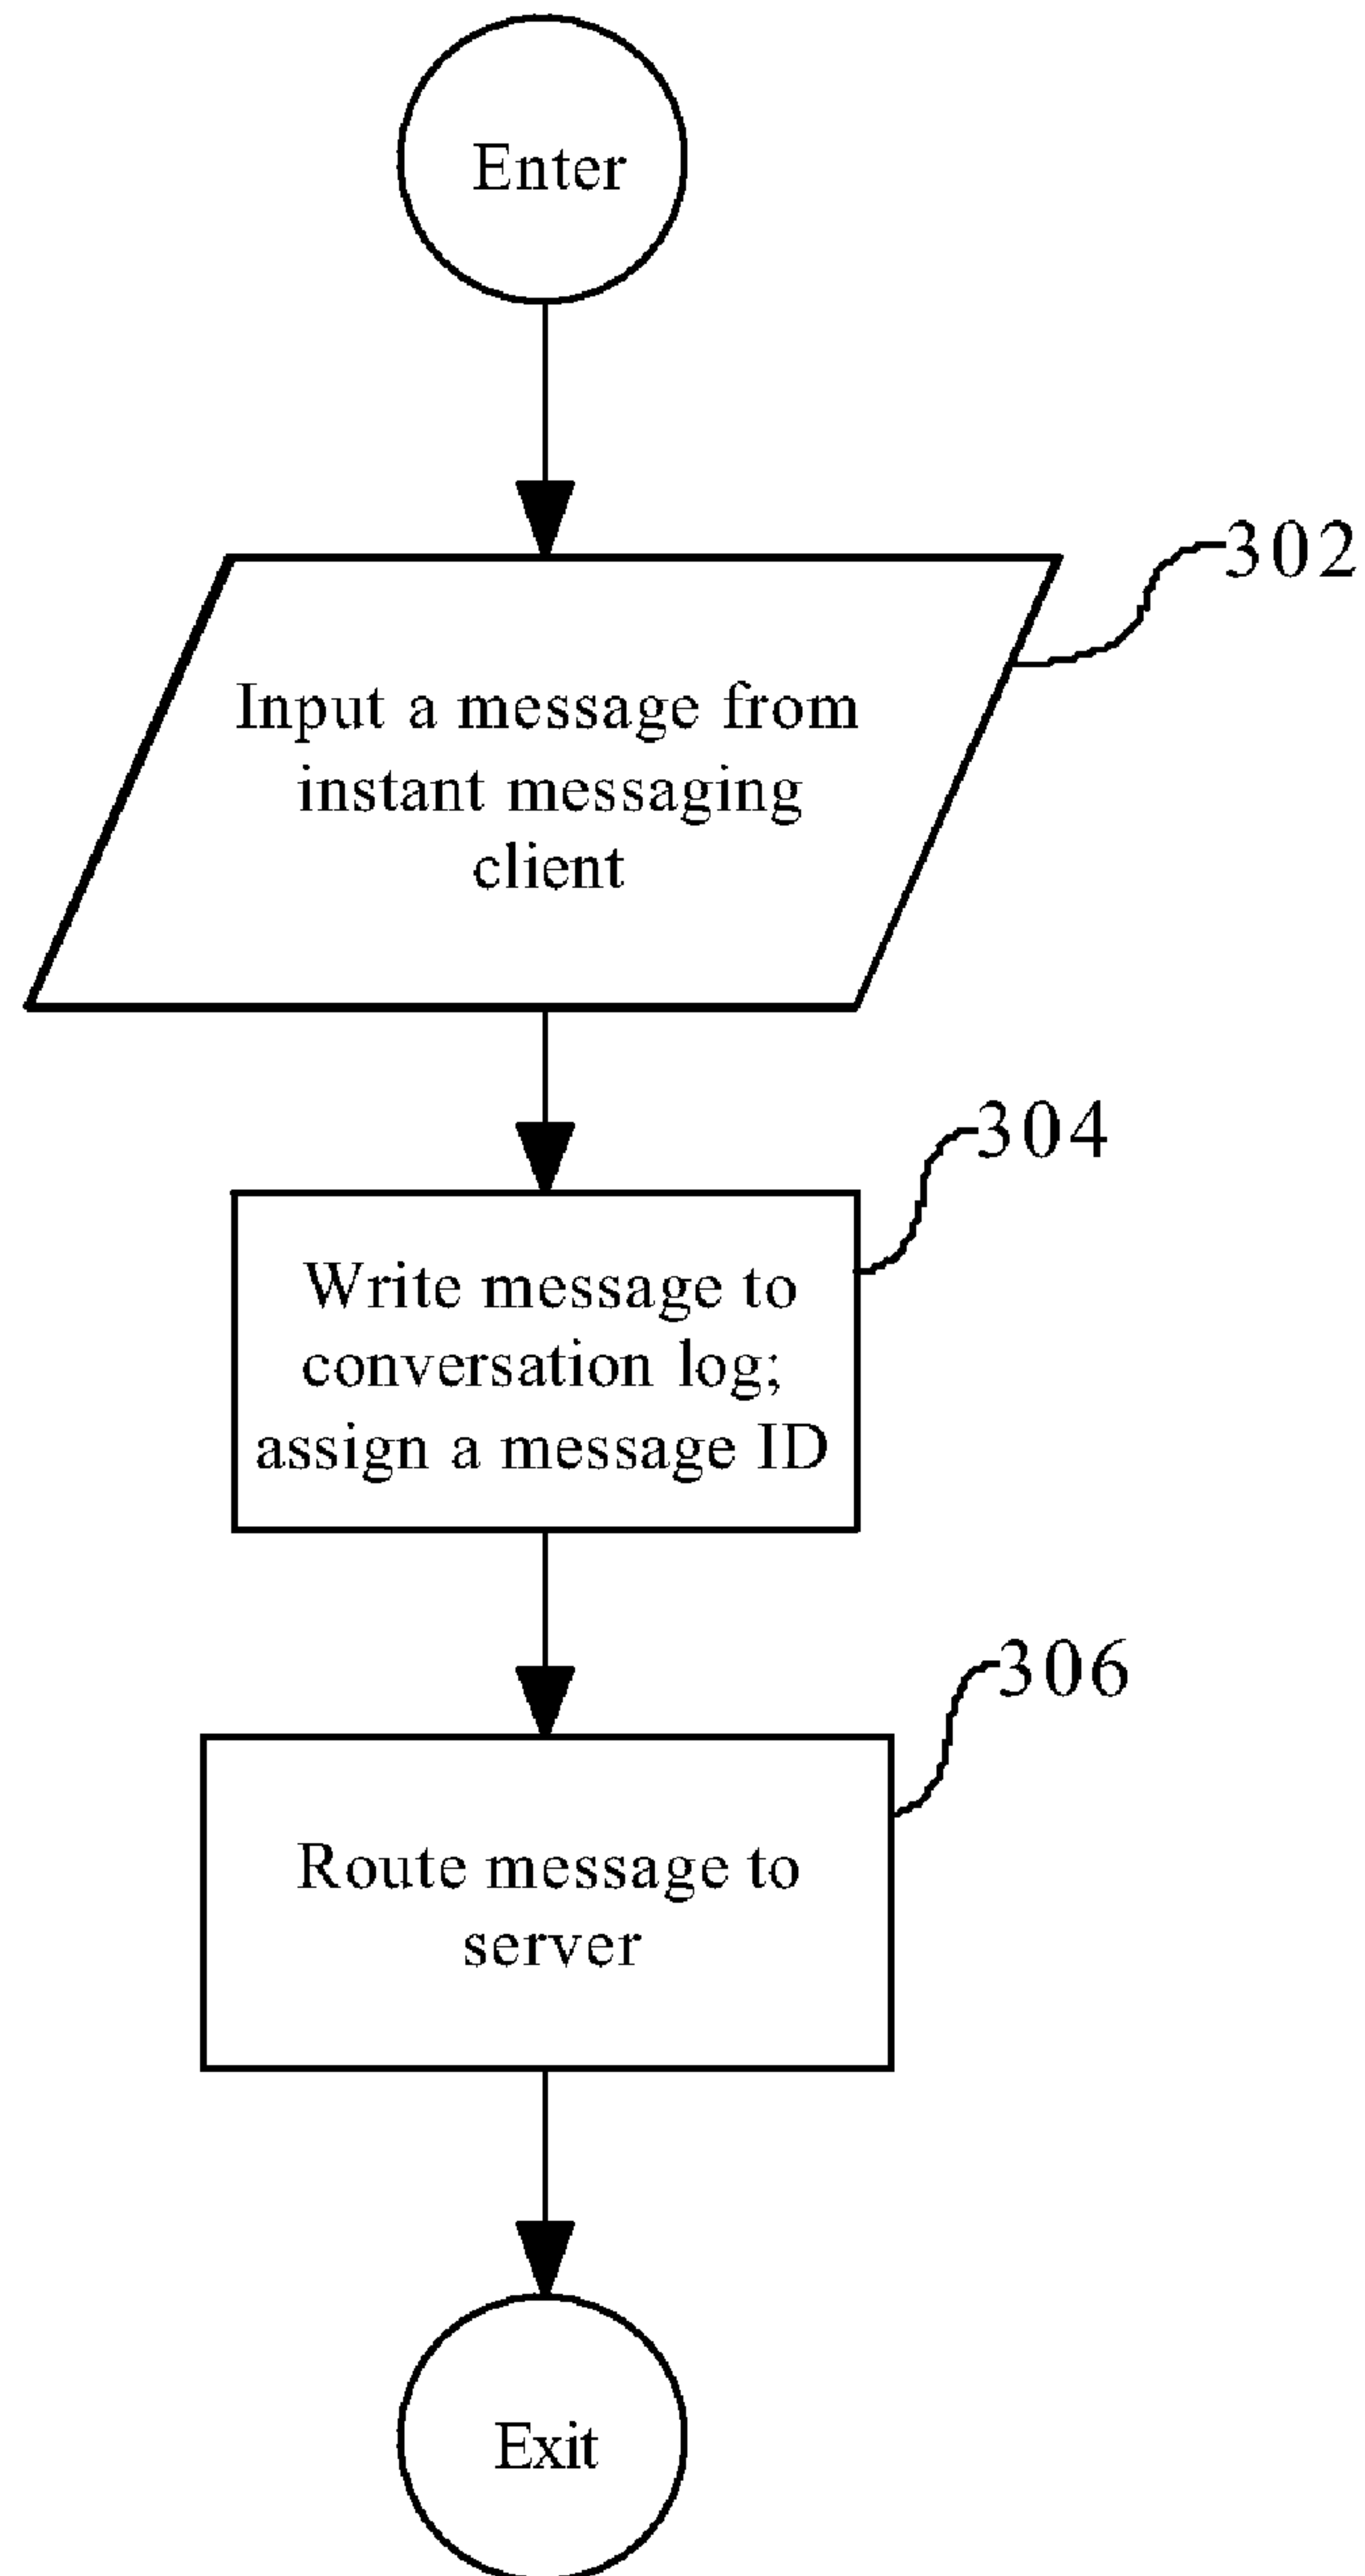 Enter
302
Input a message from
instant messaging
client
304
Write message to
conversation log;
assign a message ID
306
Route message to
server
Exit